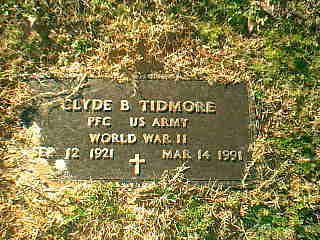 CLYDE B TIDMORE
PFC US ARMY
WORLD WAR II
SEP 12 1921 MAR 14 1991